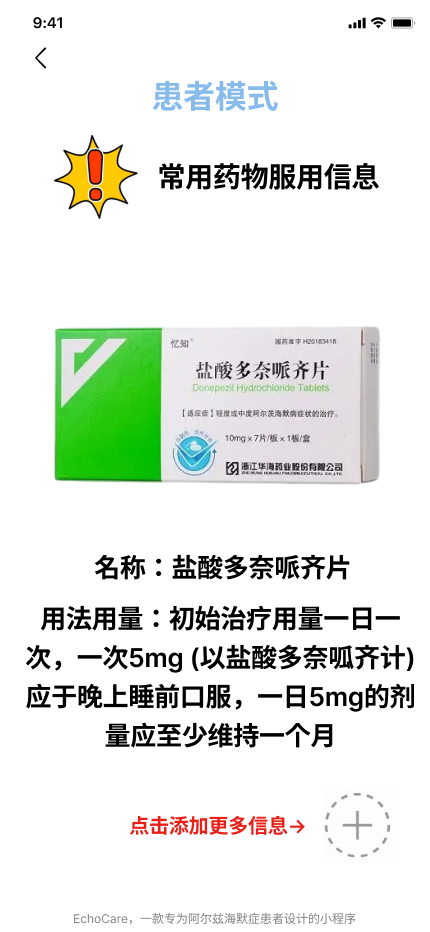 9:41
患者模式
常用药物服用信息
忆知®
国药准字 H20183418
盐酸多奈哌齐片
Donepezil Hydrochloride Tablets
【适应症】轻度或中度阿尔茨海默病症状的治疗。
10mg x 7片/板 x 1板/盒
浙江华海药业股份有限公司
ZHEJIANG HUAHAI PHARMACEUTICAL CO., LTD.
名称：盐酸多奈哌齐片
用法用量：初始治疗用量一日一
次，一次5mg (以盐酸多奈呱齐计)
应于晚上睡前口服，一日5mg的剂
量应至少维持一个月
点击添加更多信息→
EchoCare，一款专为阿尔兹海默症患者设计的小程序